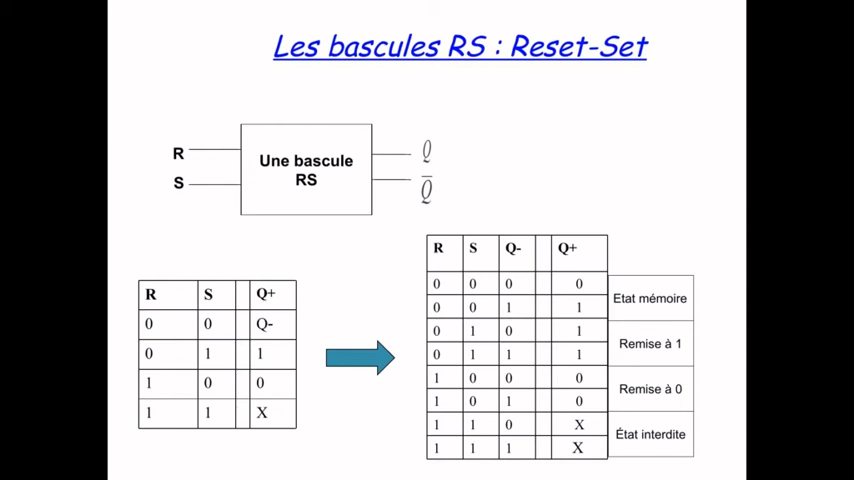 Les bascules RS : Reset-Set
R
S
Une bascule
RS
Q
Q̅
R S Q+
0 0 Q-
0 1 1
1 0 0
1 1 X
R S Q- Q+
0 0 0 0
0 0 1 1
Etat mémoire
0 1 0 1
0 1 1 1
Remise à 1
1 0 0 0
1 0 1 0
Remise à 0
1 1 0 X
1 1 1 X
État interdite